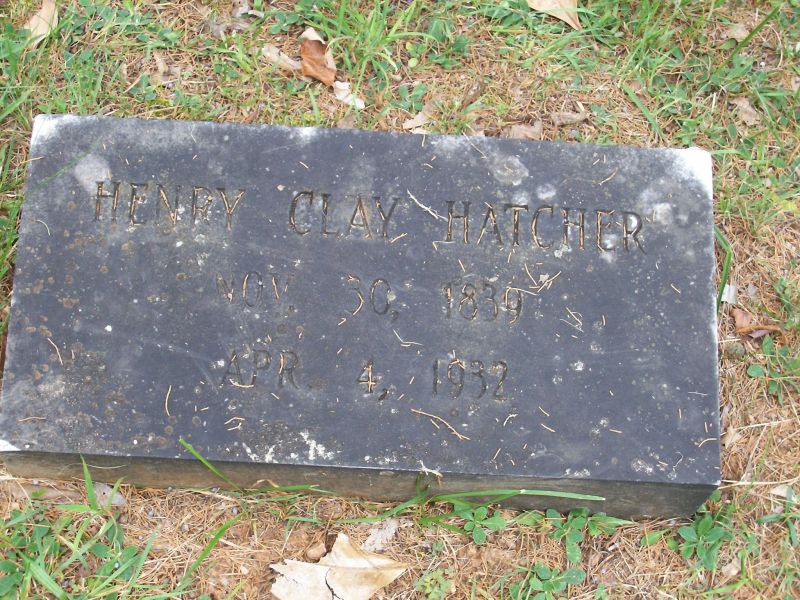 HENRY CLAY HATCHER
NOV. 30, 1839
APR. 4, 1932